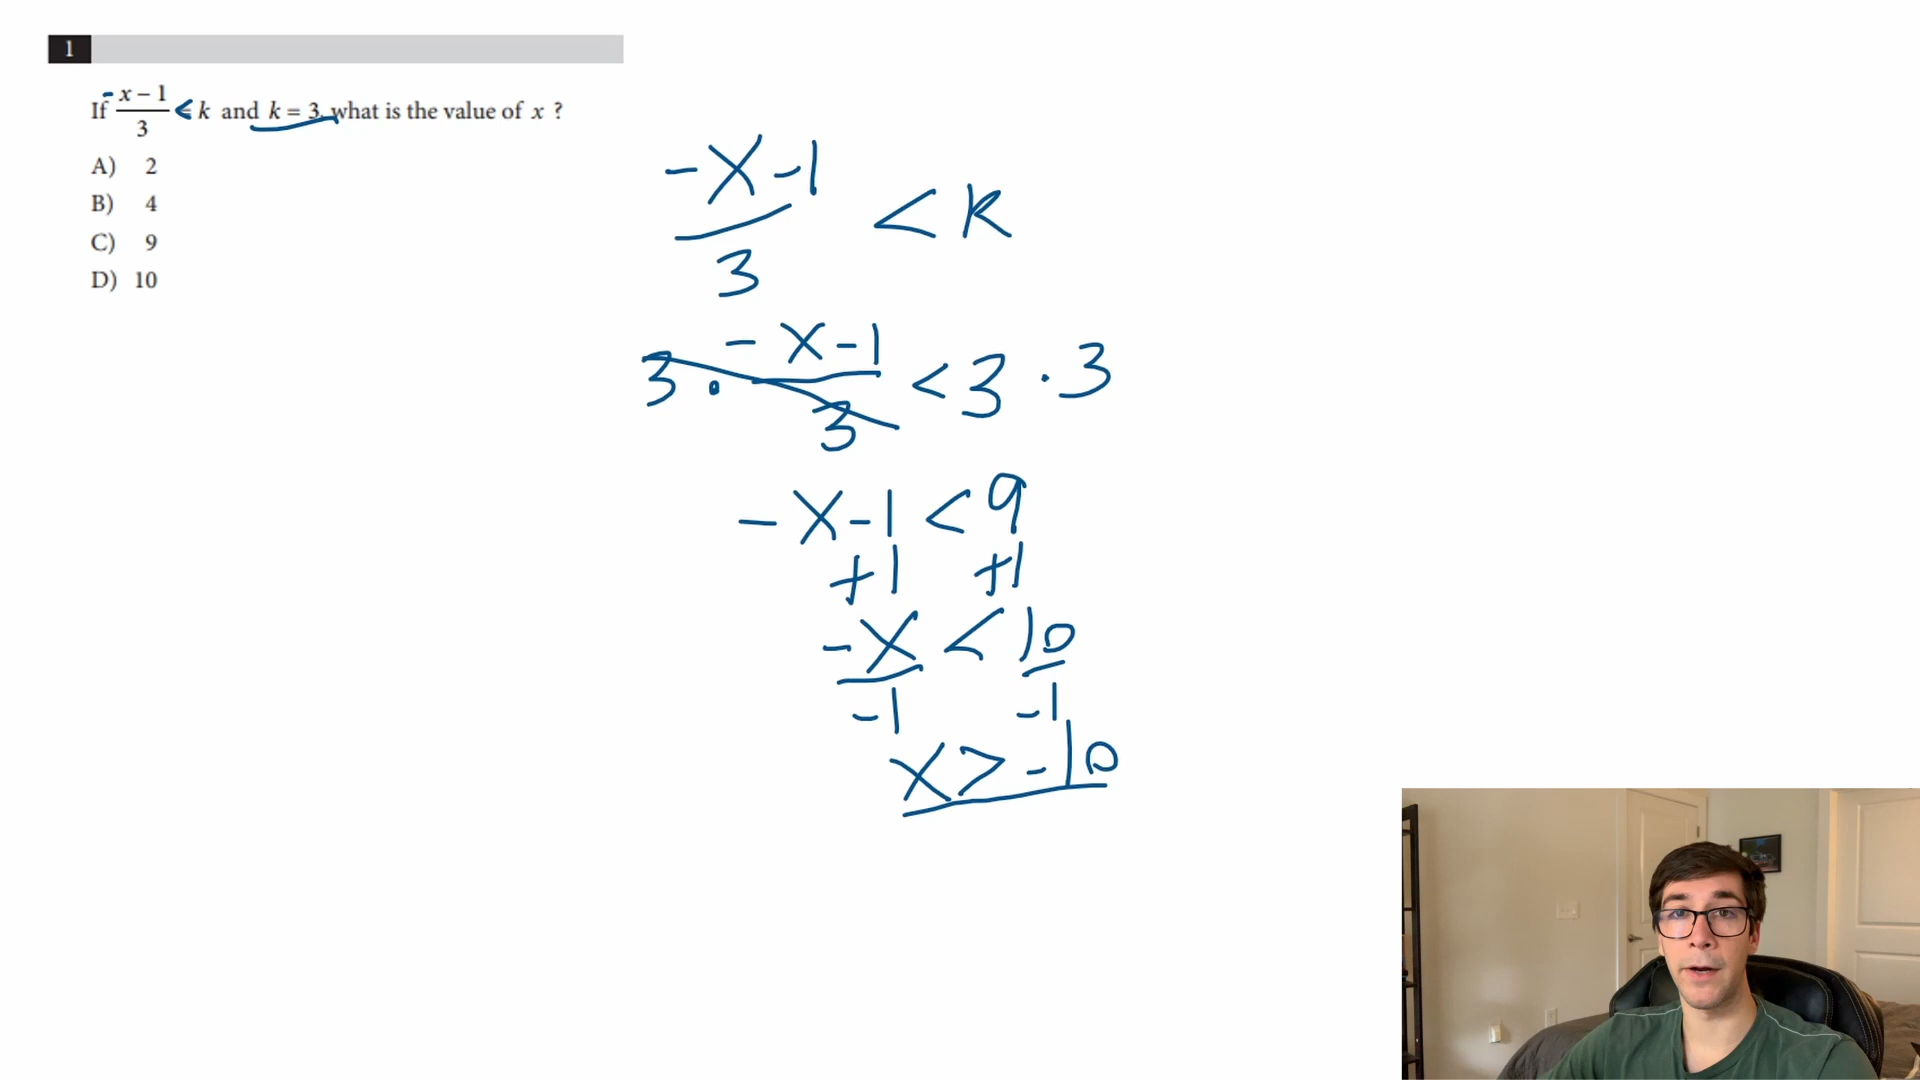 1
If -x – 1 / 3 < k and k = 3, what is the value of x ?
A) 2
B) 4
C) 9
D) 10
-x-1 / 3 < k
3 · -x-1 / 3 < 3 · 3
-x-1 < 9
+1 +1
-x < 10
-1 -1
x > -10